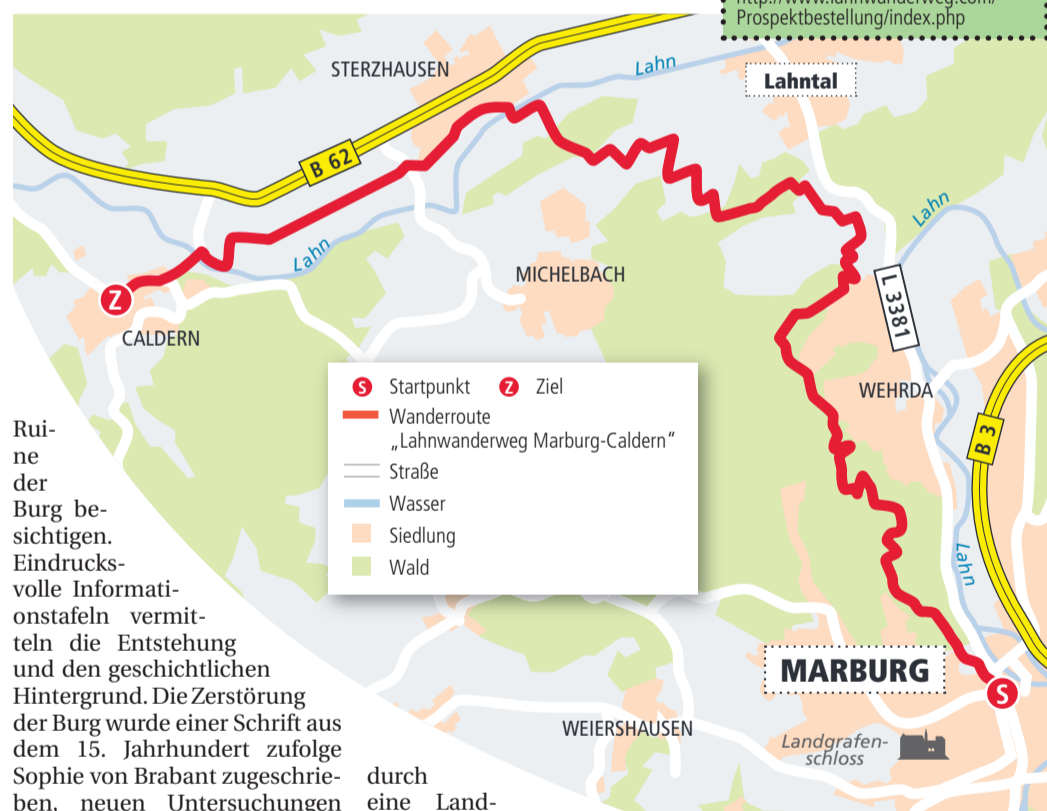 http://www.lahnwanderweg.com/
Prospektbestellung/index.php
STERZHAUSEN
Lahn
Lahntal
B 62
Lahn
Lahn
MICHELBACH
Z
CALDERN
L 3381
WEHRDA
B 3
S Startpunkt Z Ziel
Wanderroute
„Lahnwanderweg Marburg-Caldern“
Straße
Wasser
Siedlung
Wald
Lahn
MARBURG
S
WEIERSHAUSEN
Landgrafen-
schloss
Rui-
ne
der
Burg be-
sichtigen.
Eindrucks-
volle Informati-
onstafeln vermit-
teln die Entstehung
und den geschichtlichen
Hintergrund. Die Zerstörung
der Burg wurde einer Schrift aus
dem 15. Jahrhundert zufolge
Sophie von Brabant zugeschrie-
ben, neuen Untersuchungen
durch
eine Land-